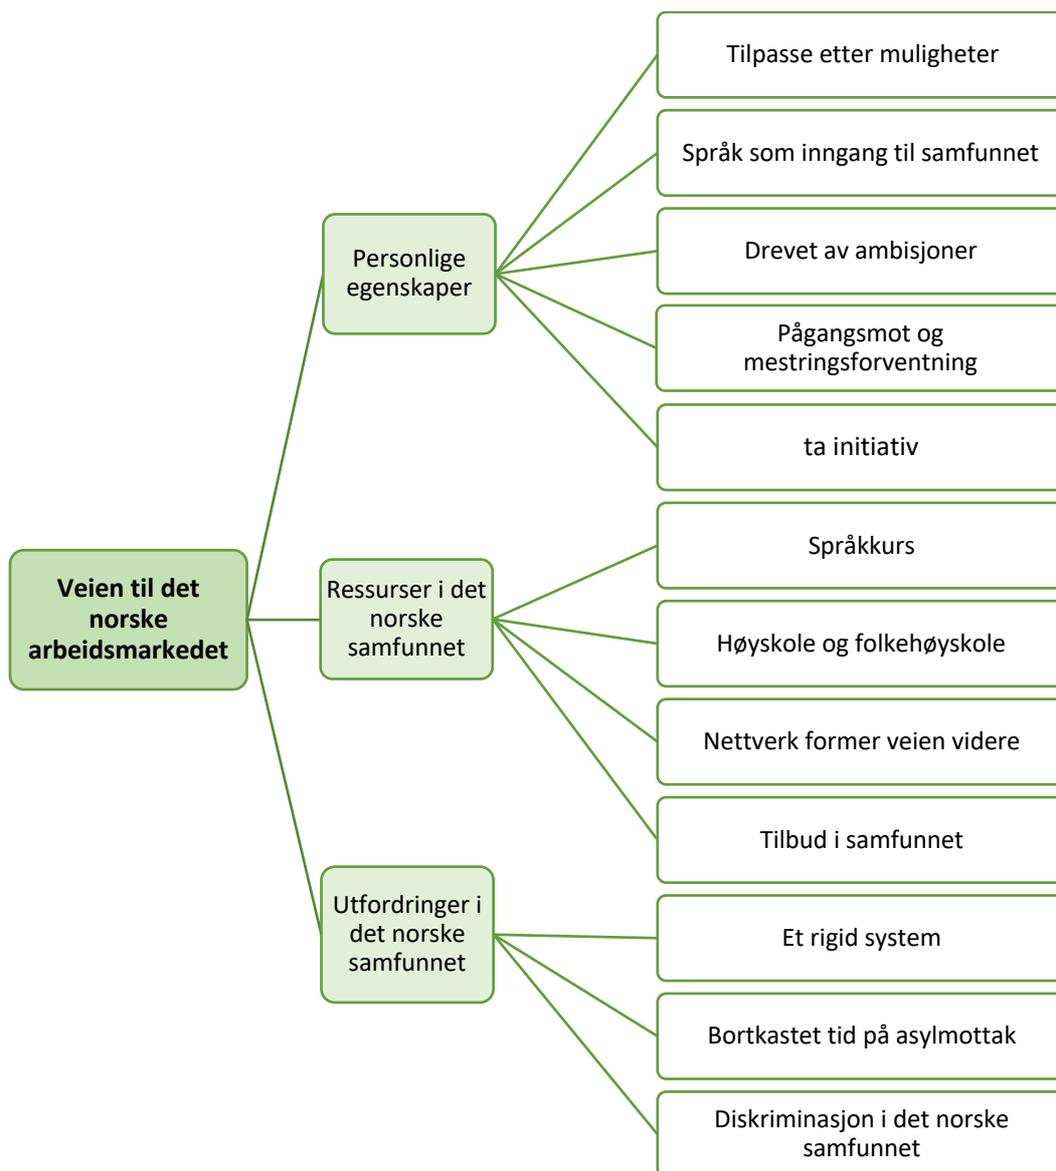 Veien til det
norske
arbeidsmarkedet
Personlige
egenskaper
Tilpasse etter muligheter
Språk som inngang til samfunnet
Drevet av ambisjoner
Pågangsmot og
mestringsforventning
ta initiativ
Ressurser i det
norske
samfunnet
Språkkurs
Høyskole og folkehøyskole
Nettverk former veien videre
Tilbud i samfunnet
Utfordringer i
det norske
samfunnet
Et rigid system
Bortkastet tid på asylmottak
Diskriminasjon i det norske
samfunnet